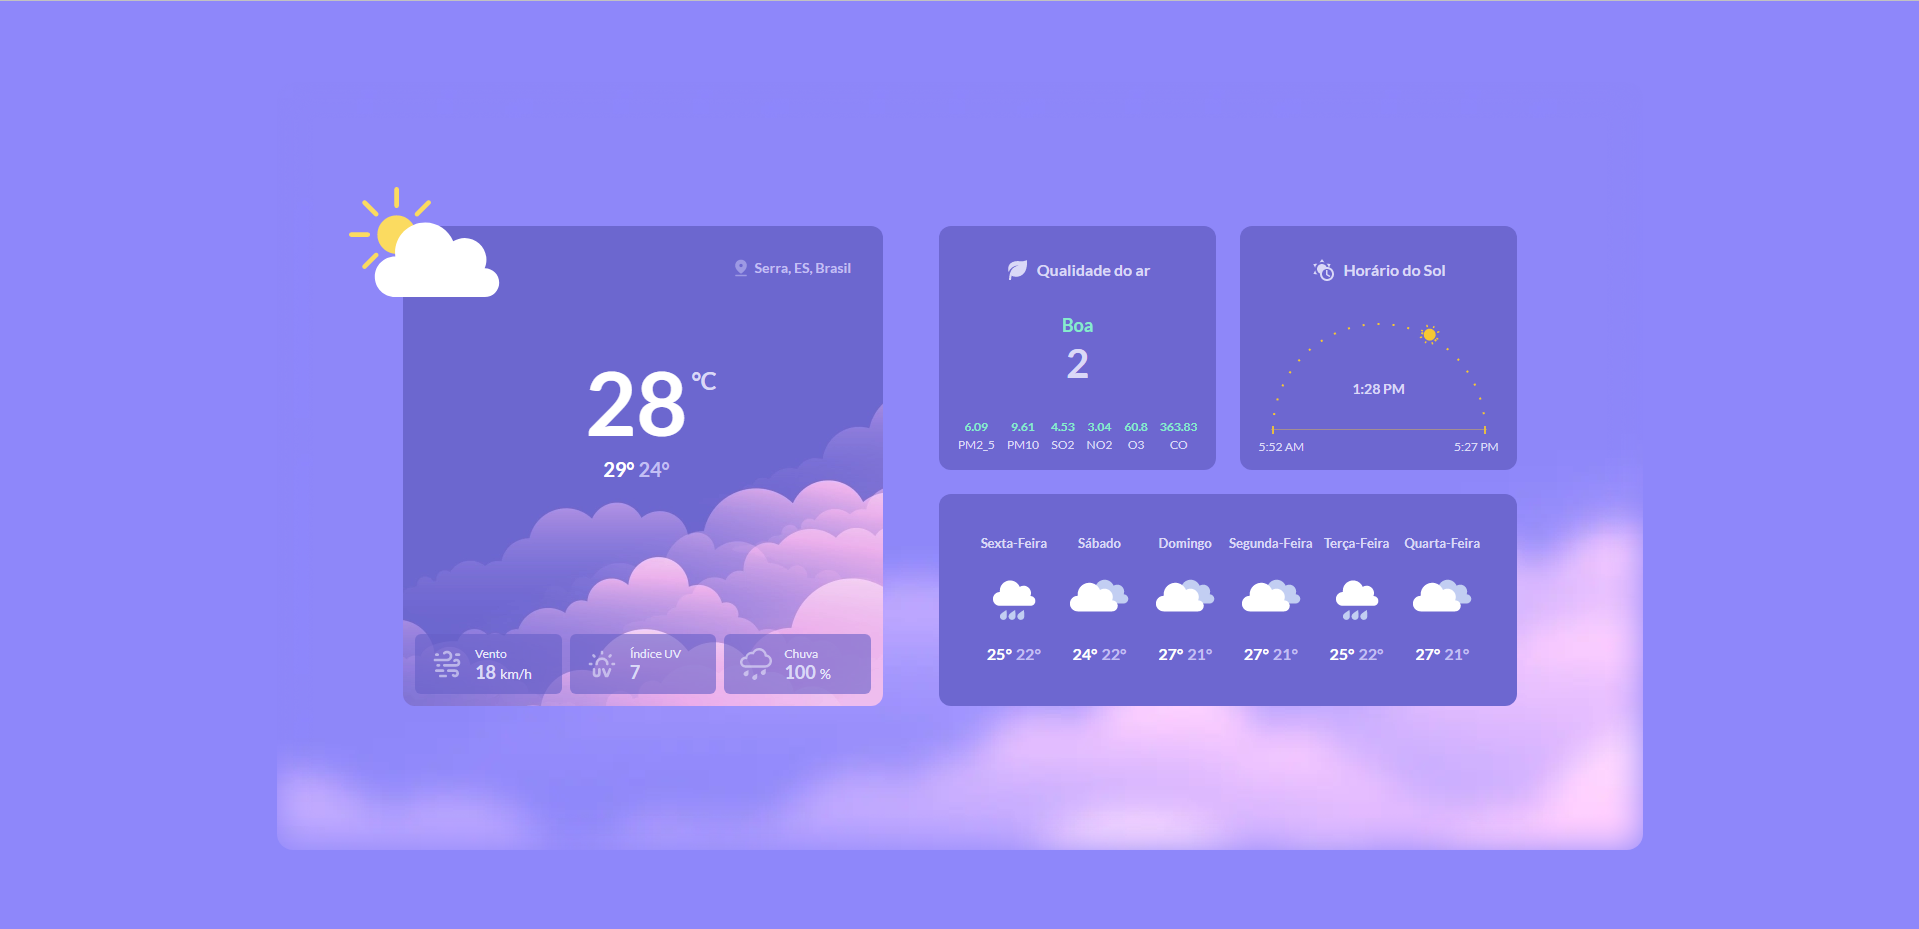 Serra, ES, Brasil
28 °C
29° 24°
Vento
18 km/h
Índice UV
7
Chuva
100 %
Qualidade do ar
Boa
2
6.09 9.61 4.53 3.04 60.8 363.83
PM2_5 PM10 SO2 NO2 O3 CO
Horário do Sol
1:28 PM
5:52 AM 5:27 PM
Sexta-Feira Sábado Domingo Segunda-Feira Terça-Feira Quarta-Feira
25° 22° 24° 22° 27° 21° 27° 21° 25° 22° 27° 21°